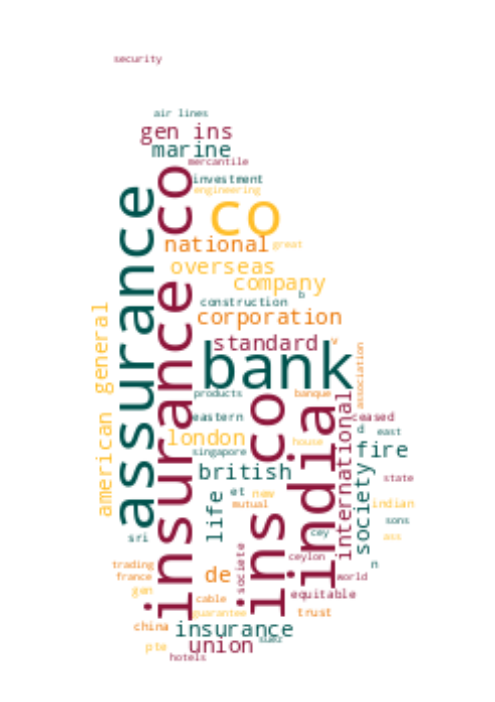 security
air lines
gen ins
marine
mercantile
investment
engineering
co
assurance
insurance co
national
great
overseas
company
b
construction
american general
corporation
standard
v
bank
association
products
banque
ins co
india
international
eastern
ceased
d
east
london
house
fire
singapore
british
state
society
life
et
new
mutual
indian
sons
sri
cey
ass
societe
ceylon
n
trading
france
de
world
gen
equitable
cable
guarantee
trust
china
insurance
pte
union
hotels